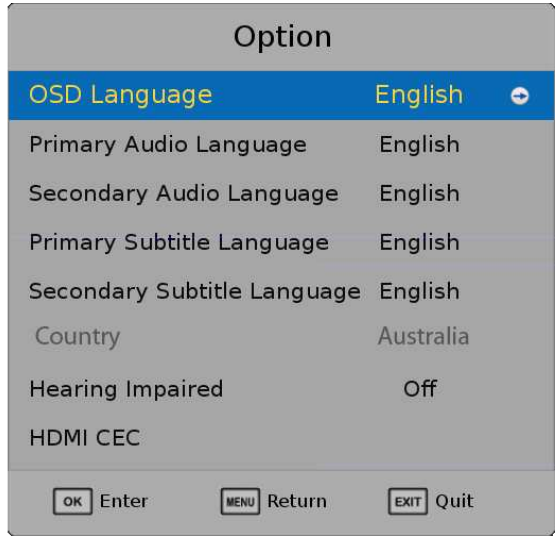 Option
OSD Language English
Primary Audio Language English
Secondary Audio Language English
Primary Subtitle Language English
Secondary Subtitle Language English
Country Australia
Hearing Impaired Off
HDMI CEC
OK Enter MENU Return EXIT Quit